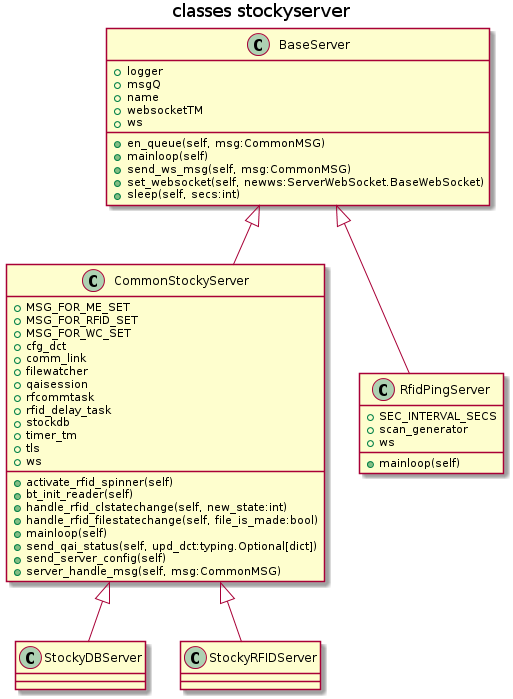 classes stockyserver
C BaseServer
logger
msgQ
name
websocketTM
ws
en_queue(self, msg:CommonMSG)
mainloop(self)
send_ws_msg(self, msg:CommonMSG)
set_websocket(self, newws:ServerWebSocket.BaseWebSocket)
sleep(self, secs:int)
C CommonStockyServer
MSG_FOR_ME_SET
MSG_FOR_RFID_SET
MSG_FOR_WC_SET
cfg_dct
comm_link
filewatcher
qaisession
rfcommtask
rfid_delay_task
stockdb
timer_tm
tls
ws
activate_rfid_spinner(self)
bt_init_reader(self)
handle_rfid_clstatechange(self, new_state:int)
handle_rfid_filestatechange(self, file_is_made:bool)
mainloop(self)
send_qai_status(self, upd_dct:typing.Optional[dict])
send_server_config(self)
server_handle_msg(self, msg:CommonMSG)
C RfidPingServer
SEC_INTERVAL_SECS
scan_generator
ws
mainloop(self)
C StockyDBServer
C StockyRFIDServer